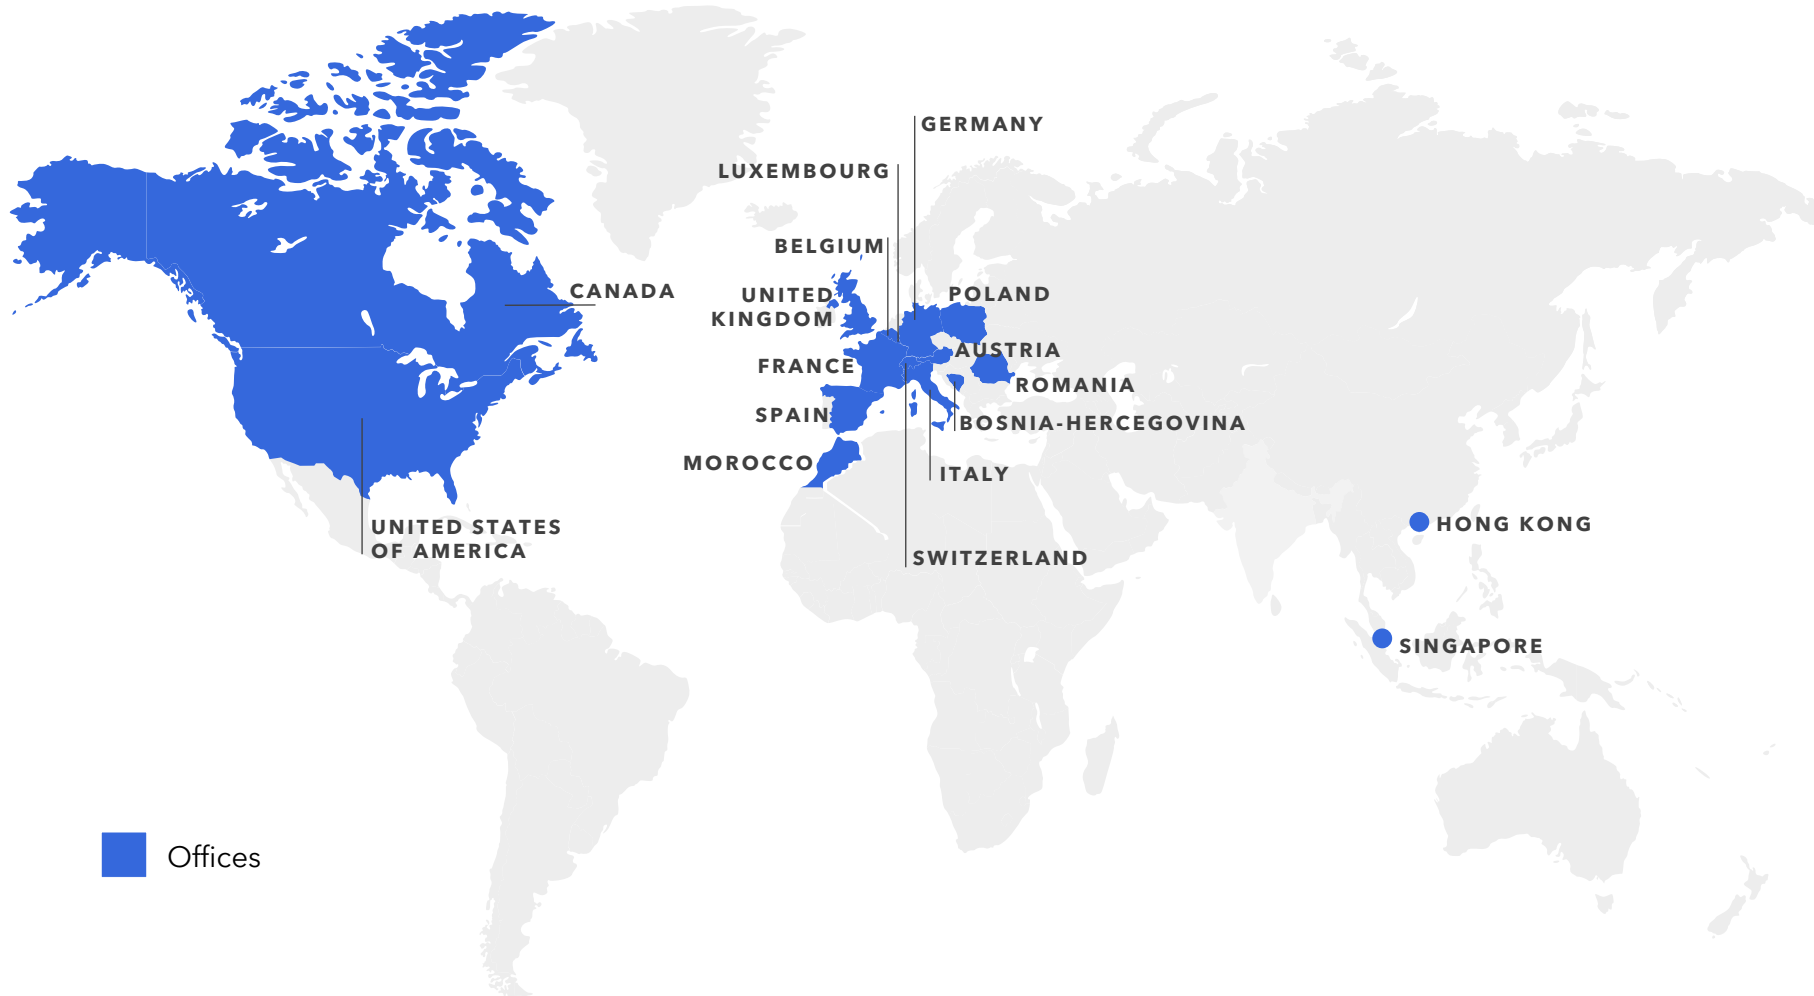 GERMANY
LUXEMBOURG
BELGIUM
CANADA
UNITED
KINGDOM
POLAND
AUSTRIA
FRANCE
ROMANIA
SPAIN
BOSNIA-HERCEGOVINA
MOROCCO
ITALY
UNITED STATES
OF AMERICA
HONG KONG
SWITZERLAND
SINGAPORE
Offices